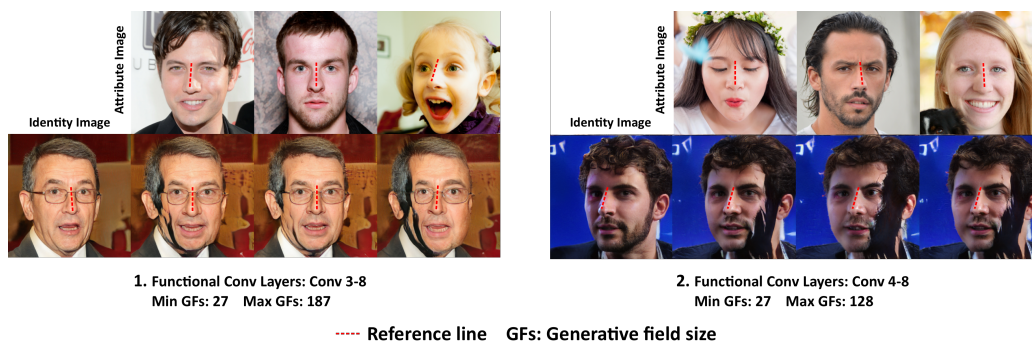 Attribute Image
Identity Image
Attribute Image
Identity Image
1. Functional Conv Layers: Conv 3-8
Min GFs: 27 Max GFs: 187
2. Functional Conv Layers: Conv 4-8
Min GFs: 27 Max GFs: 128
----- Reference line GFs: Generative field size